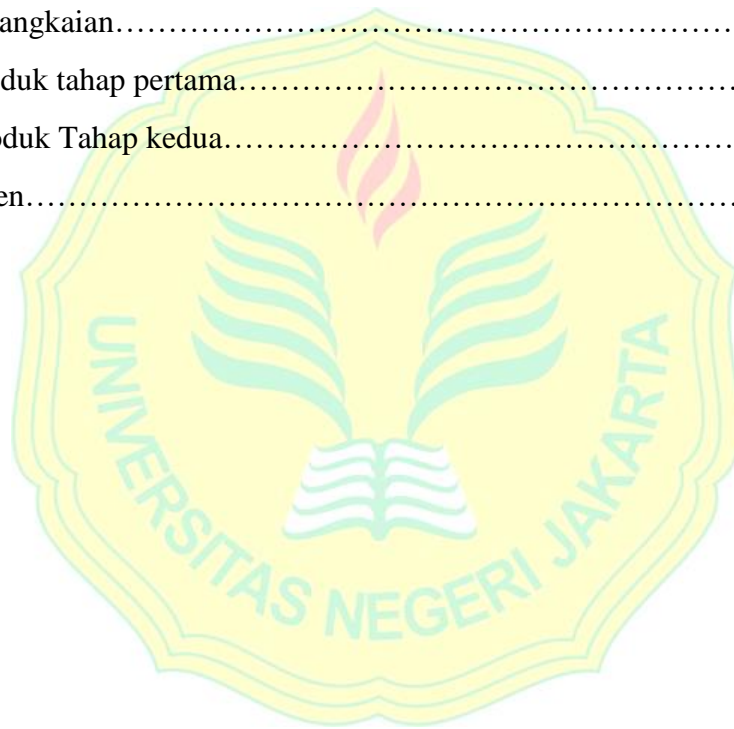 angkaian……………………………………………………………
duk tahap pertama……………………………………………………
oduk Tahap kedua……………………………………………………
en……………………………………………………………………
UNIVERSITAS NEGERI JAKARTA